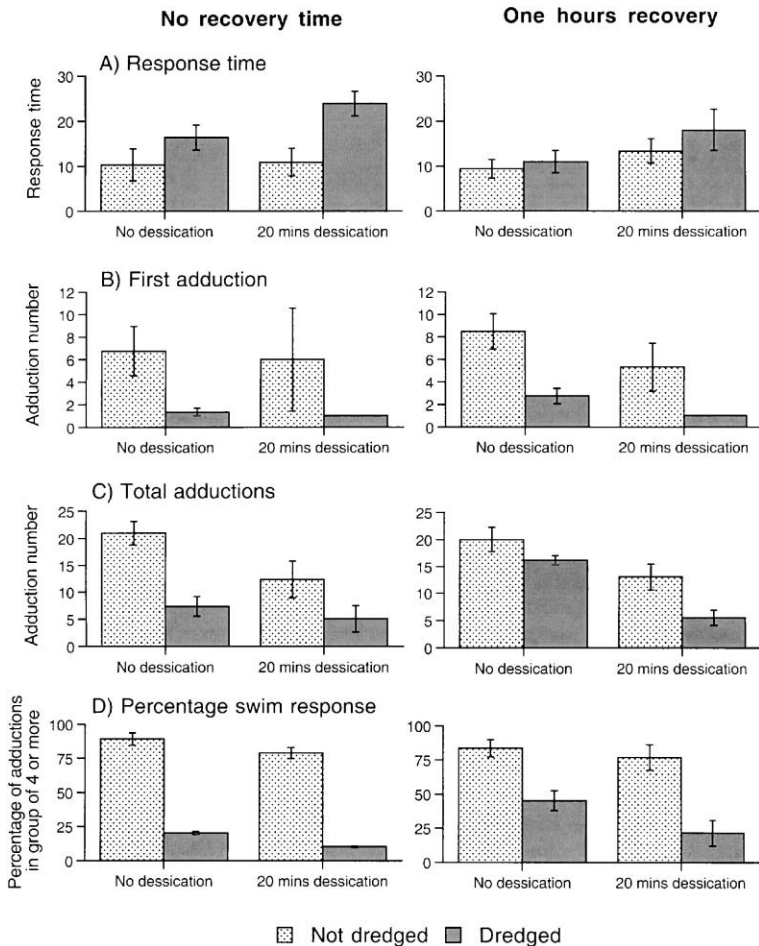 No recovery time
One hours recovery
A) Response time
Response time
30
20
10
0
No dessication
20 mins dessication
30
20
10
0
No dessication
20 mins dessication
B) First adduction
Adduction number
12
10
8
6
4
2
0
No dessication
20 mins dessication
12
10
8
6
4
2
0
No dessication
20 mins dessication
C) Total adductions
Adduction number
25
20
15
10
5
0
No dessication
20 mins dessication
25
20
15
10
5
0
No dessication
20 mins dessication
D) Percentage swim response
Percentage of adductions
in group of 4 or more
100
75
50
25
0
No dessication
20 mins dessication
100
75
50
25
0
No dessication
20 mins dessication
Not dredged
Dredged